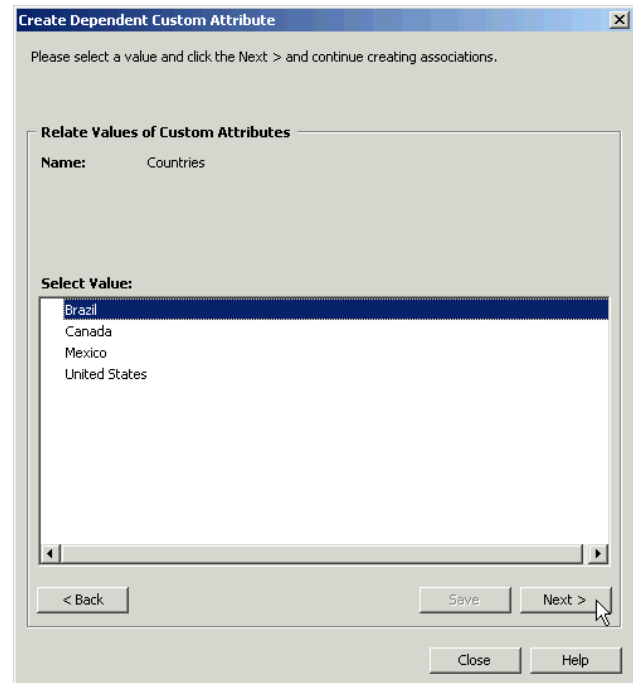 Create Dependent Custom Attribute
Please select a value and click the Next > and continue creating associations.
Relate Values of Custom Attributes
Name: Countries
Select Value:
Brazil
Canada
Mexico
United States
< Back Save Next >
Close Help